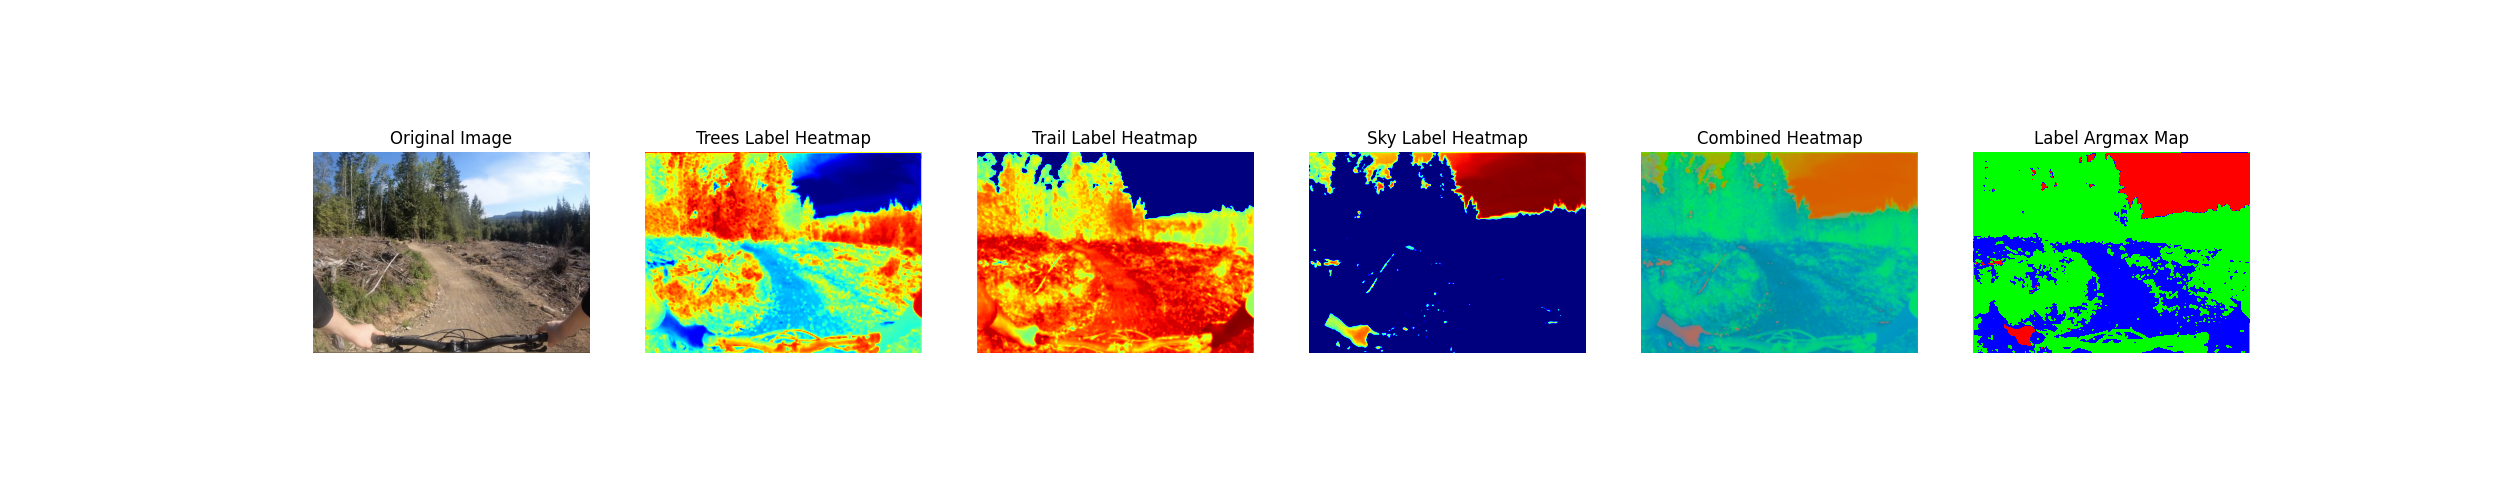 Original Image
Trees Label Heatmap
Trail Label Heatmap
Sky Label Heatmap
Combined Heatmap
Label Argmax Map